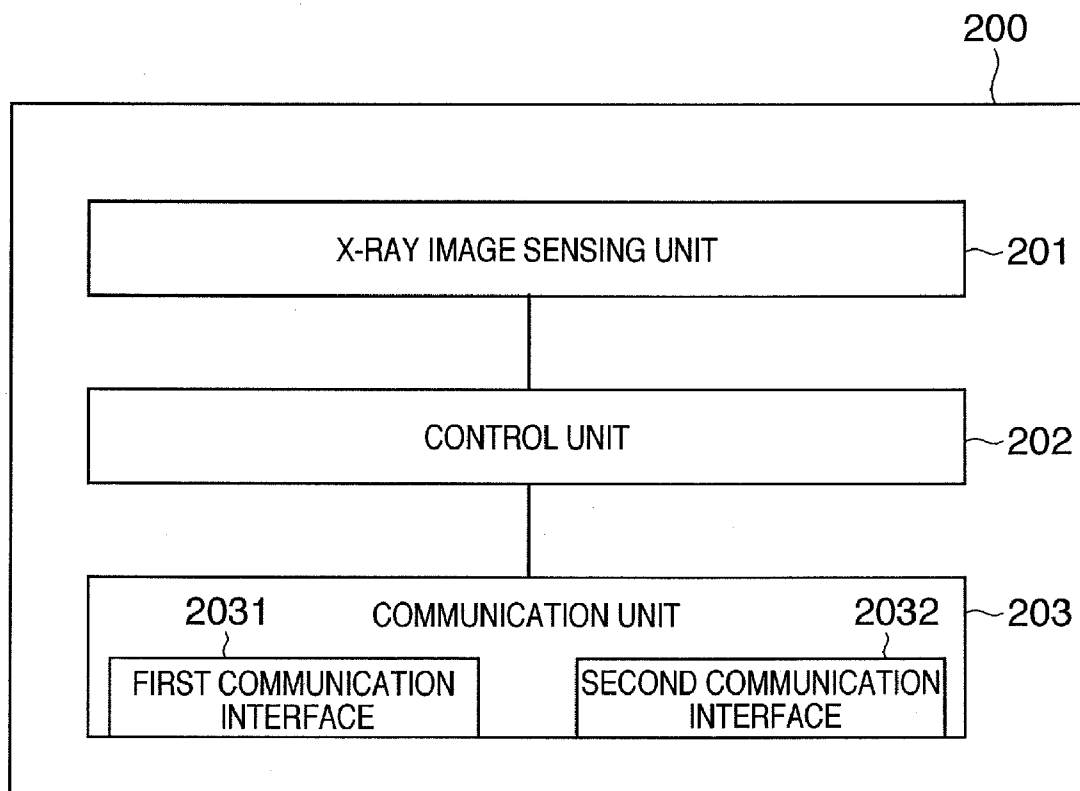 200
X-RAY IMAGE SENSING UNIT
201
CONTROL UNIT
202
2031
COMMUNICATION UNIT
2032
203
FIRST COMMUNICATION
INTERFACE
SECOND COMMUNICATION
INTERFACE